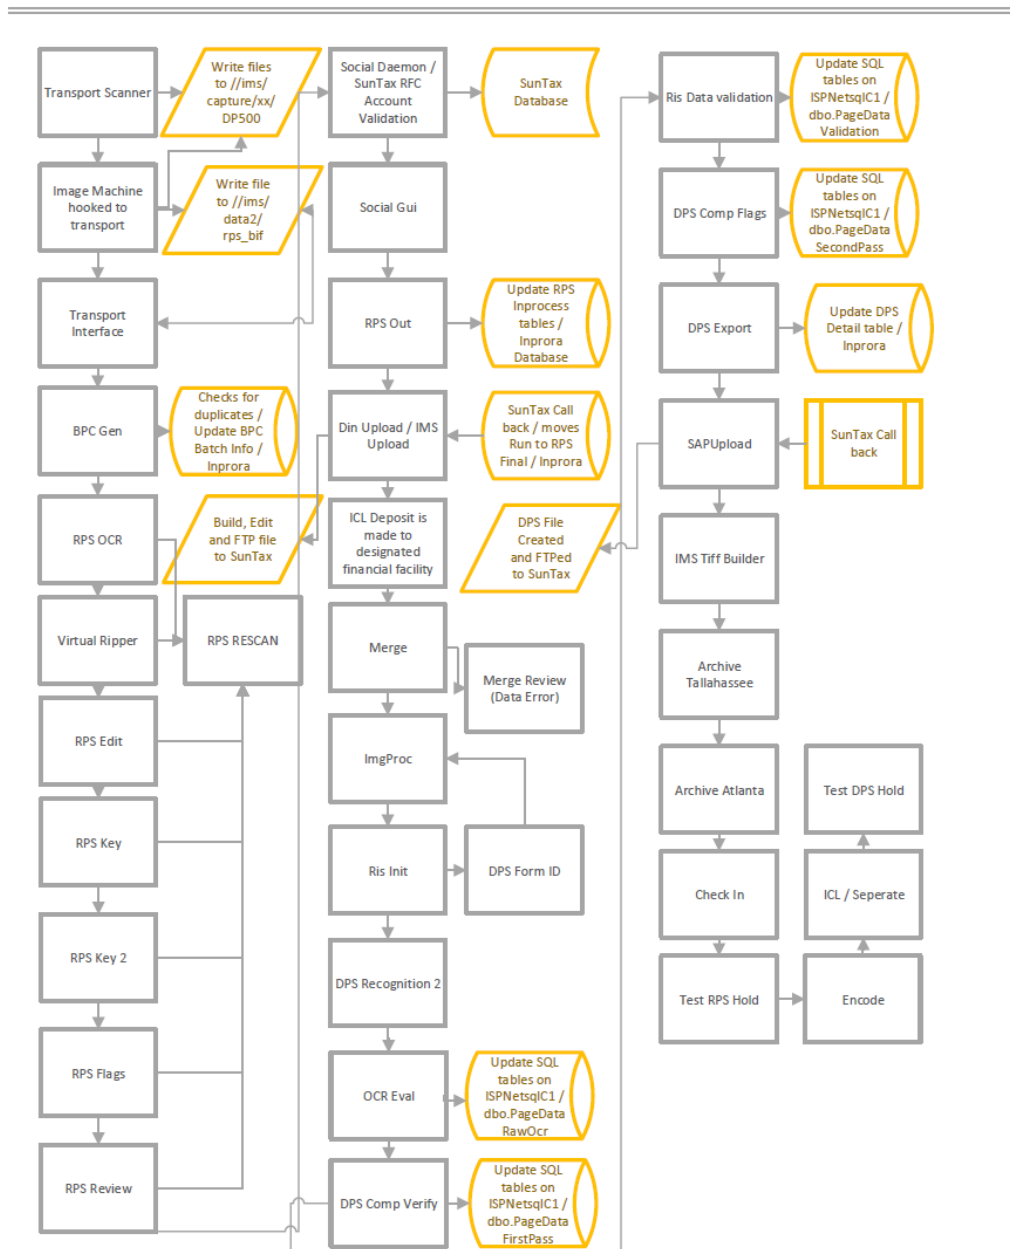 Transport Scanner
Write files
to //ims/
capture/xx/
DP500
Image Machine
hooked to
transport
Write file
to //ims/
data2/
rps_bif
Transport
Interface
BPC Gen
Checks for
duplicates /
Update BPC
Batch Info /
Inprora
RPS OCR
Build, Edit
and FTP file
to SunTax
Virtual Ripper
RPS RESCAN
RPS Edit
RPS Key
RPS Key 2
RPS Flags
RPS Review
Social Daemon /
SunTax RFC
Account
Validation
SunTax
Database
Social Gui
RPS Out
Update RPS
Inprocess
tables /
Inprora
Database
Din Upload / IMS
Upload
SunTax Call
back / moves
Run to RPS
Final / Inprora
ICL Deposit is
made to
designated
financial facility
DPS File
Created
and FTPed
to SunTax
Merge
Merge Review
(Data Error)
ImgProc
Ris Init
DPS Form ID
DPS Recognition 2
OCR Eval
Update SQL
tables on
ISPNetsqlC1 /
dbo.PageData
RawOcr
DPS Comp Verify
Update SQL
tables on
ISPNetsqlC1 /
dbo.PageData
FirstPass
Ris Data validation
Update SQL
tables on
ISPNetsqlC1 /
dbo.PageData
Validation
DPS Comp Flags
Update SQL
tables on
ISPNetsqlC1 /
dbo.PageData
SecondPass
DPS Export
Update DPS
Detail table /
Inprora
SAPUpload
SunTax Call
back
IMS Tiff Builder
Archive
Tallahassee
Archive Atlanta
Test DPS Hold
Check In
ICL / Seperate
Test RPS Hold
Encode